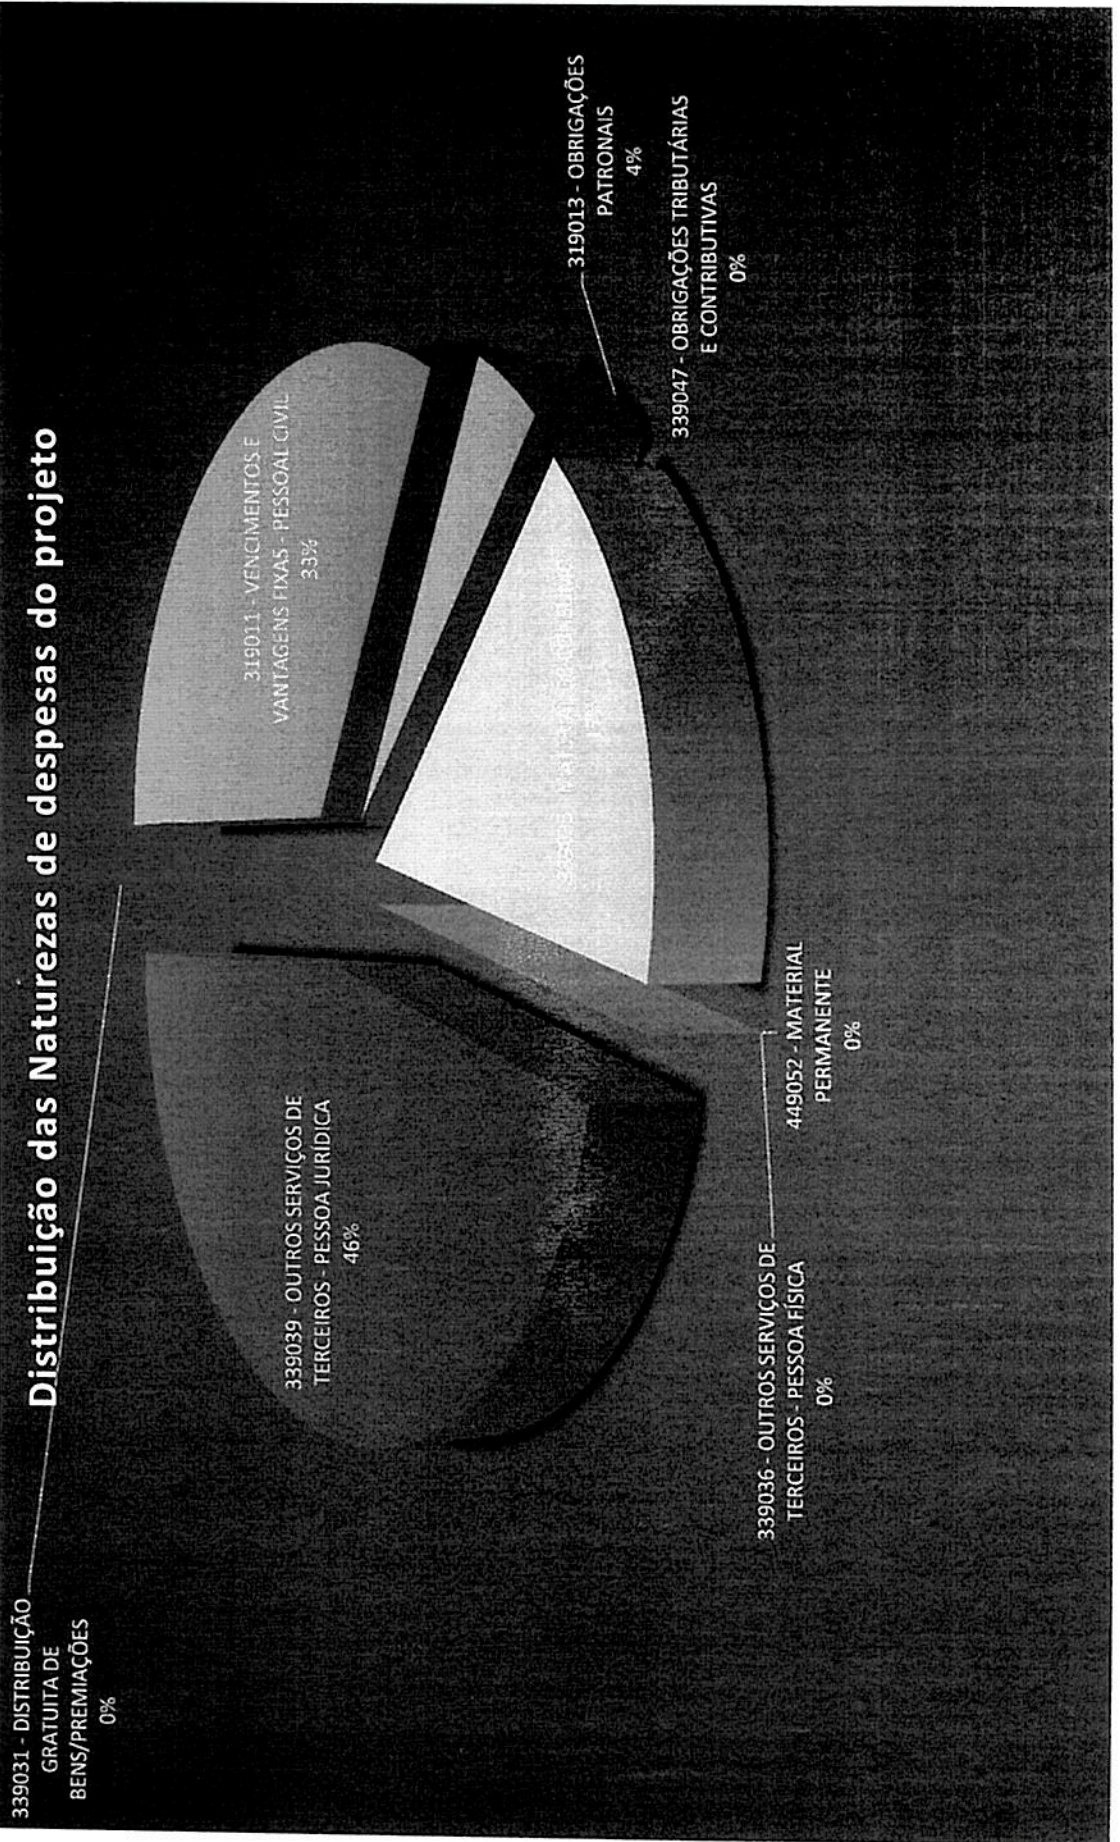 Distribuição das Naturezas de despesas do projeto
339031 - DISTRIBUIÇÃO
GRATUITA DE
BENS/PREMIAÇÕES
0%
319011 - VENCIMENTOS E
VANTAGENS FIXAS - PESSOAL CIVIL
33%
319013 - OBRIGAÇÕES
PATRONAIS
4%
339047 - OBRIGAÇÕES TRIBUTÁRIAS
E CONTRIBUTIVAS
0%
449052 - MATERIAL
PERMANENTE
0%
339036 - OUTROS SERVIÇOS DE
TERCEIROS - PESSOA FÍSICA
0%
339039 - OUTROS SERVIÇOS DE
TERCEIROS - PESSOA JURÍDICA
46%